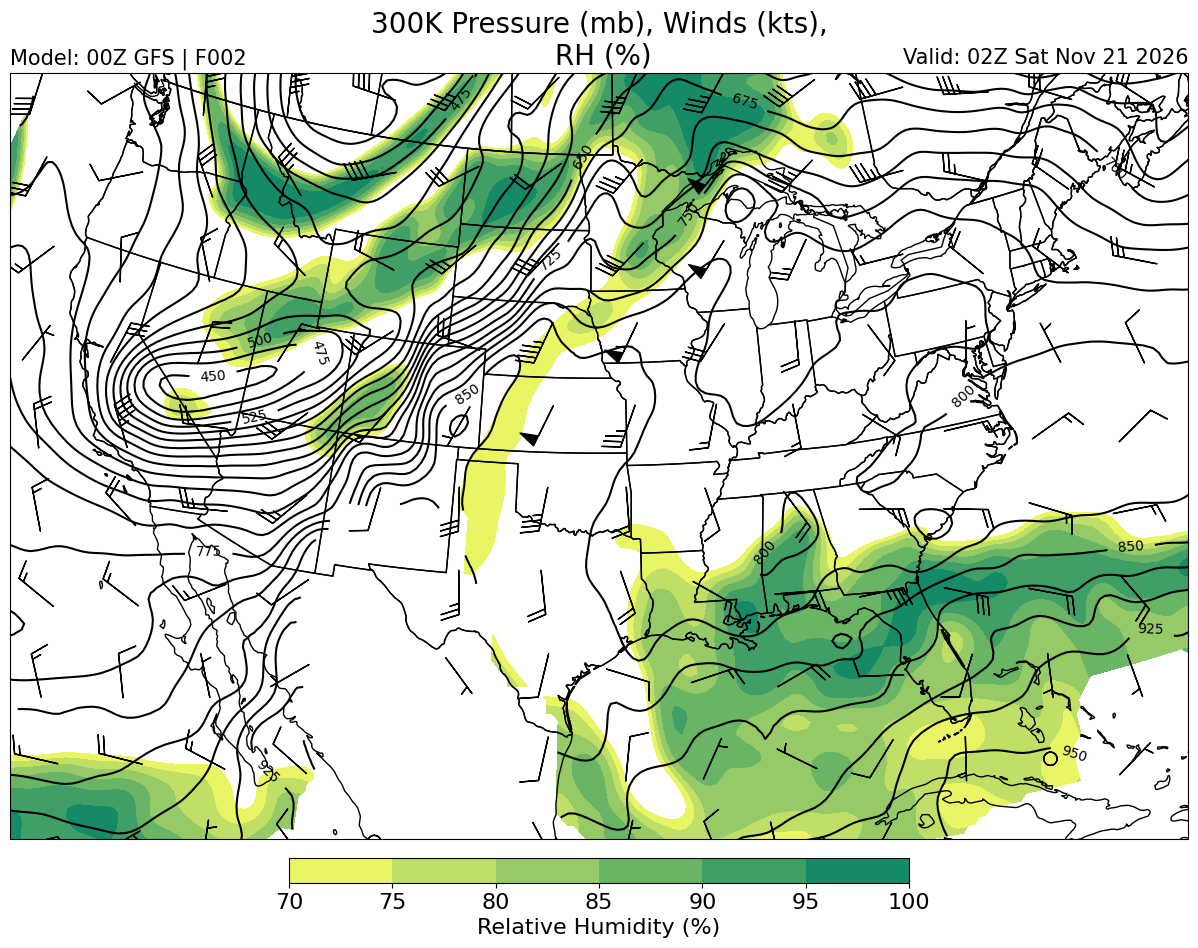 300K Pressure (mb), Winds (kts),
RH (%)
Model: 00Z GFS | F002
Valid: 02Z Sat Nov 21 2026
475
675
650
750
725
500
475
450
525
850
800
775
800
850
925
925
950
70 75 80 85 90 95 100
Relative Humidity (%)